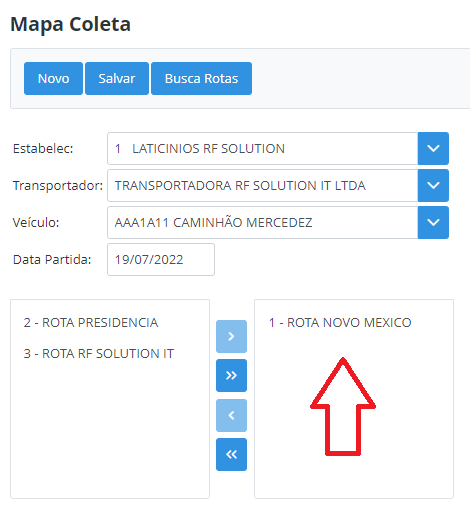 Mapa Coleta
Novo Salvar Busca Rotas
Estabelec: 1 LATICINIOS RF SOLUTION
Transportador: TRANSPORTADORA RF SOLUTION IT LTDA
Veículo: AAA1A11 CAMINHÃO MERCEDEZ
Data Partida: 19/07/2022
2 - ROTA PRESIDENCIA
3 - ROTA RF SOLUTION IT
1 - ROTA NOVO MEXICO